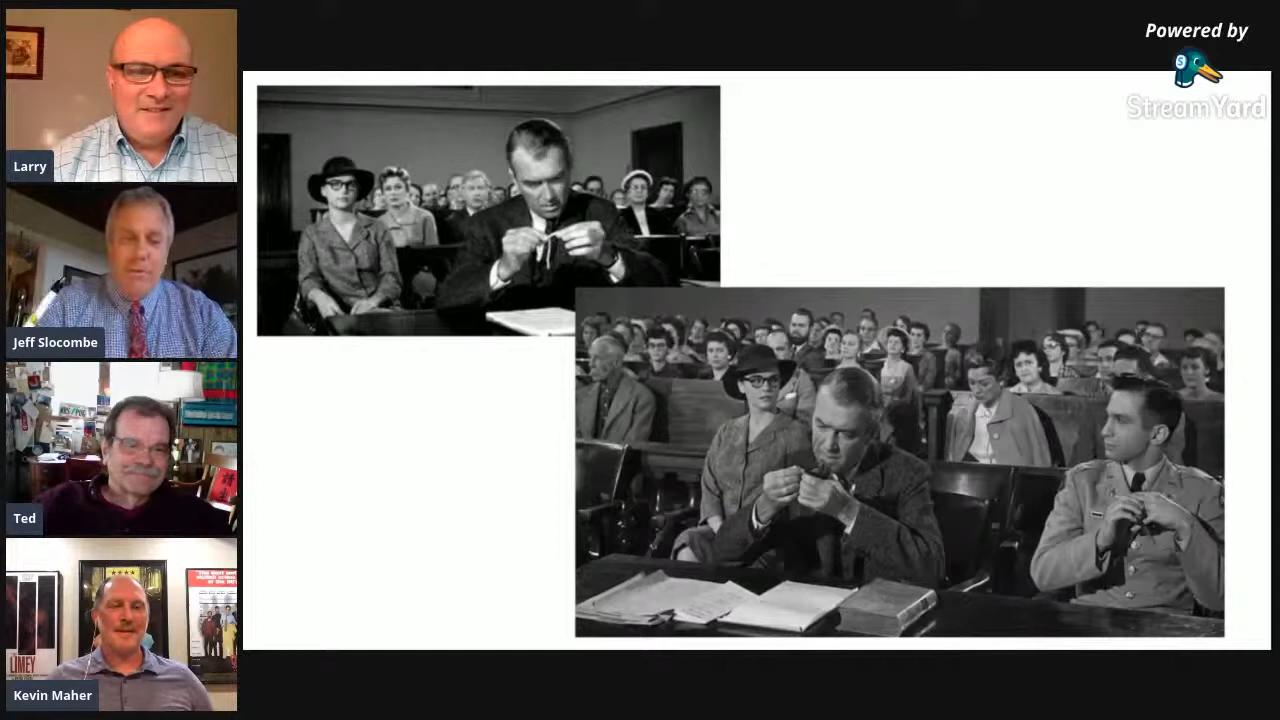 Powered by
S
StreamYard
Larry
Jeff Slocombe
Ted
Kevin Maher
LIMEY